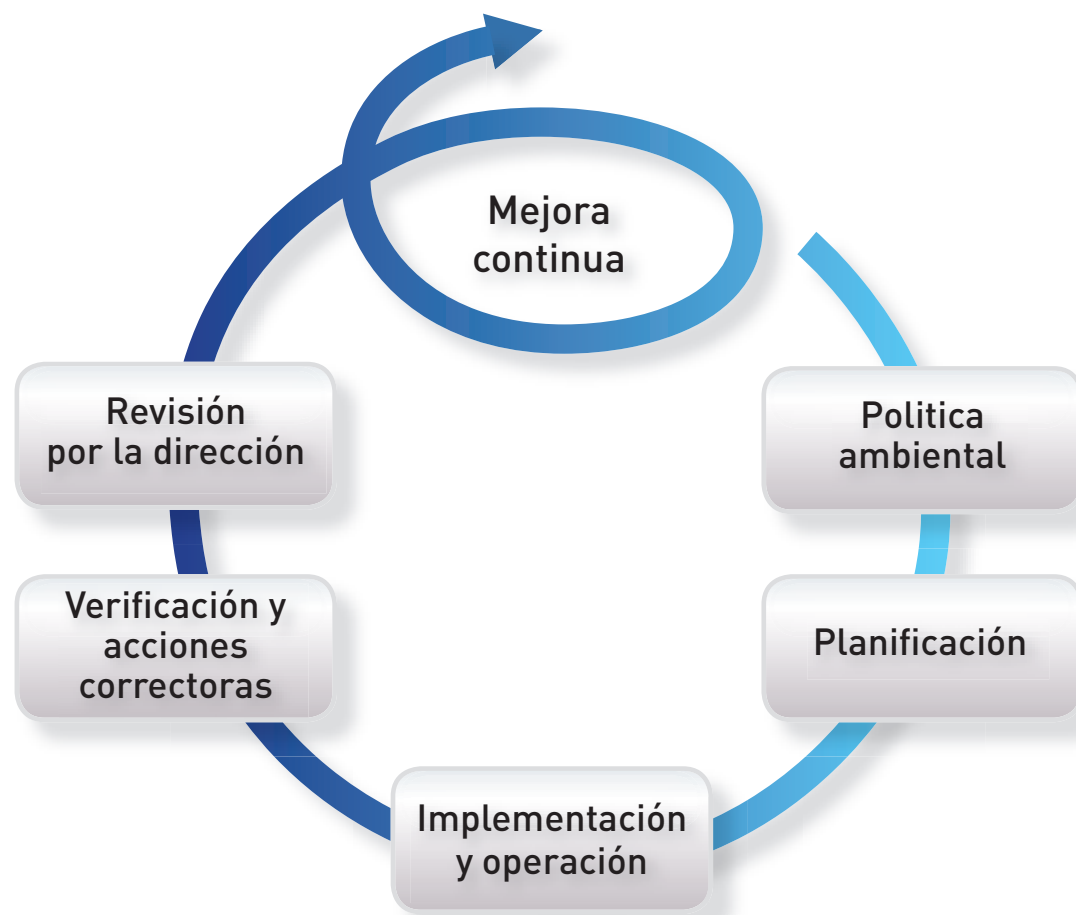 Mejora
continua
Politica
ambiental
Planificación
Implementación
y operación
Verificación y
acciones
correctoras
Revisión
por la dirección